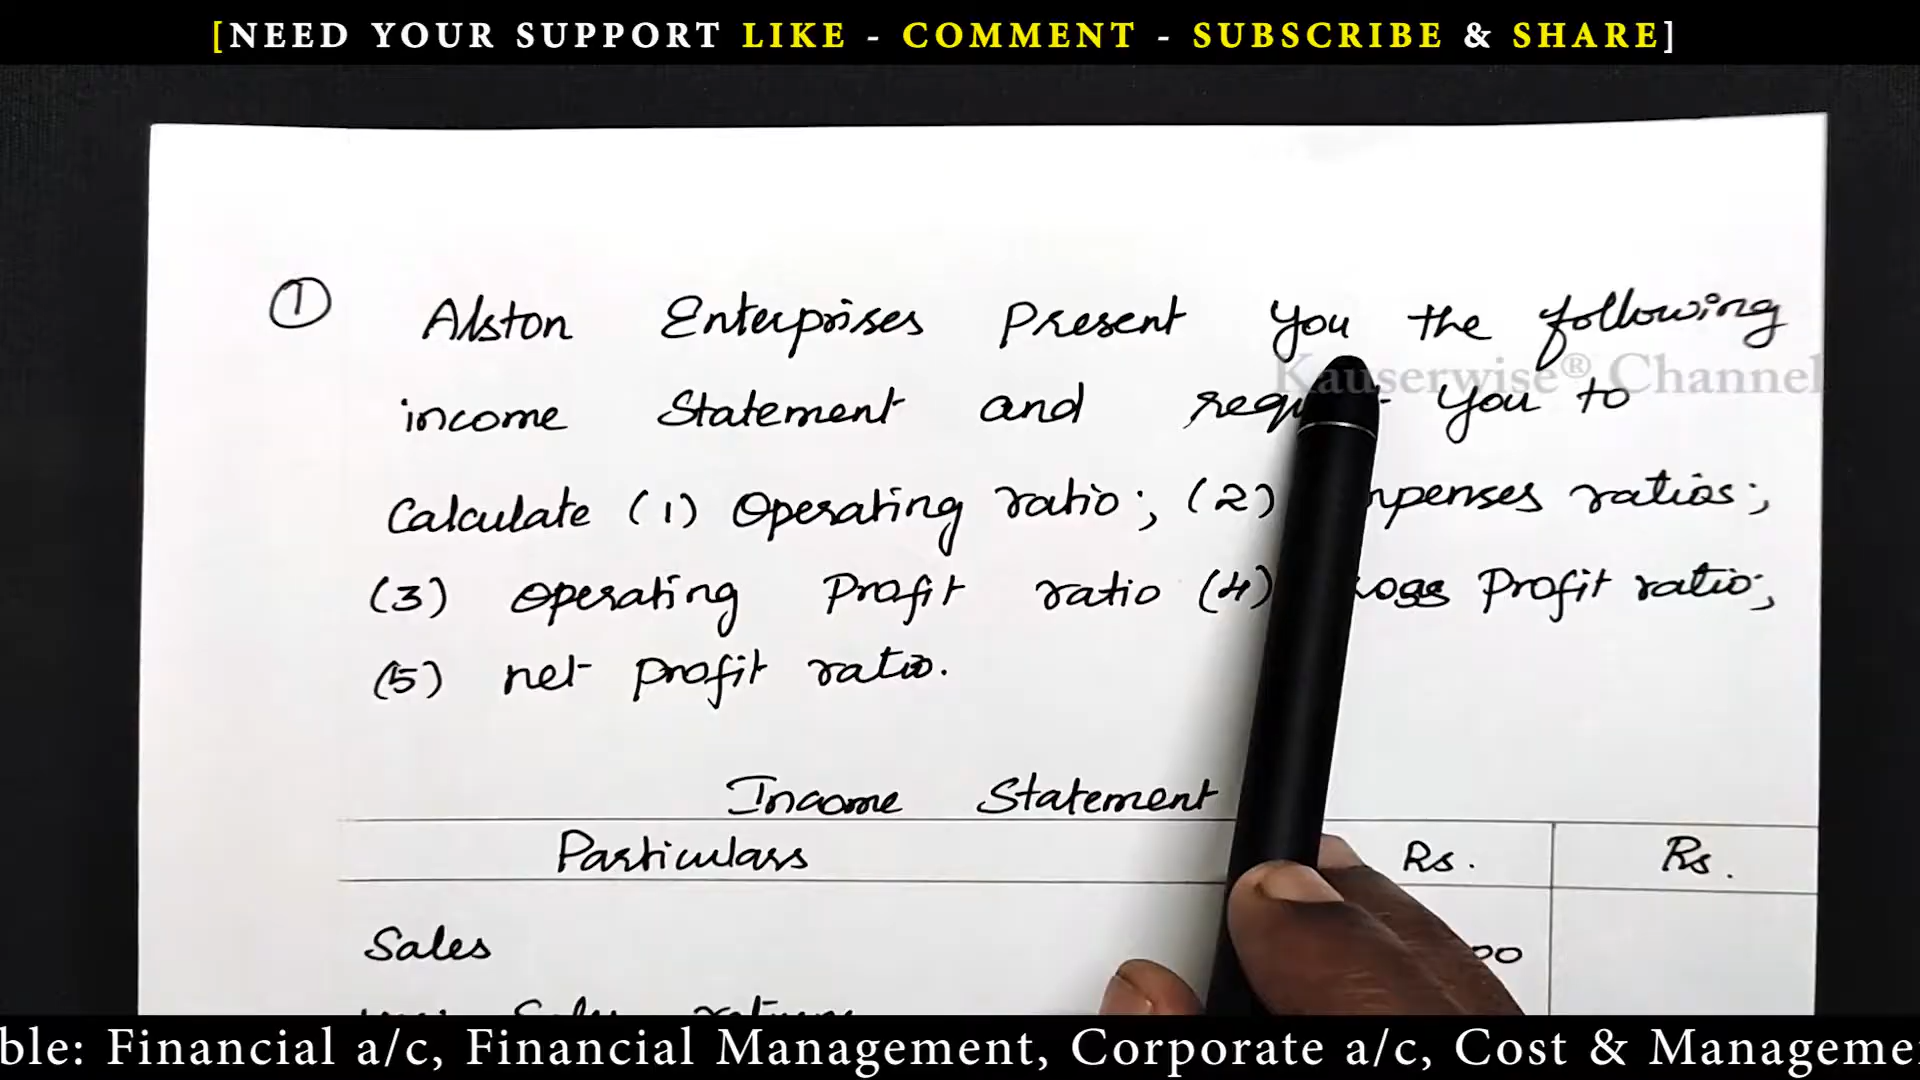 [NEED YOUR SUPPORT LIKE - COMMENT - SUBSCRIBE & SHARE]
① Alston Enterprises Present you the following
Kauserwise® Channel
income Statement and you to
Calculate (1) Operating ratio; (2) ratios;
(3) Operating Profit ratio (4) Profit ratio;
(5) net Profit ratio.
Income Statement
Particulars Rs. Rs.
Sales
Sales returns
ble: Financial a/c, Financial Management, Corporate a/c, Cost & Manageme